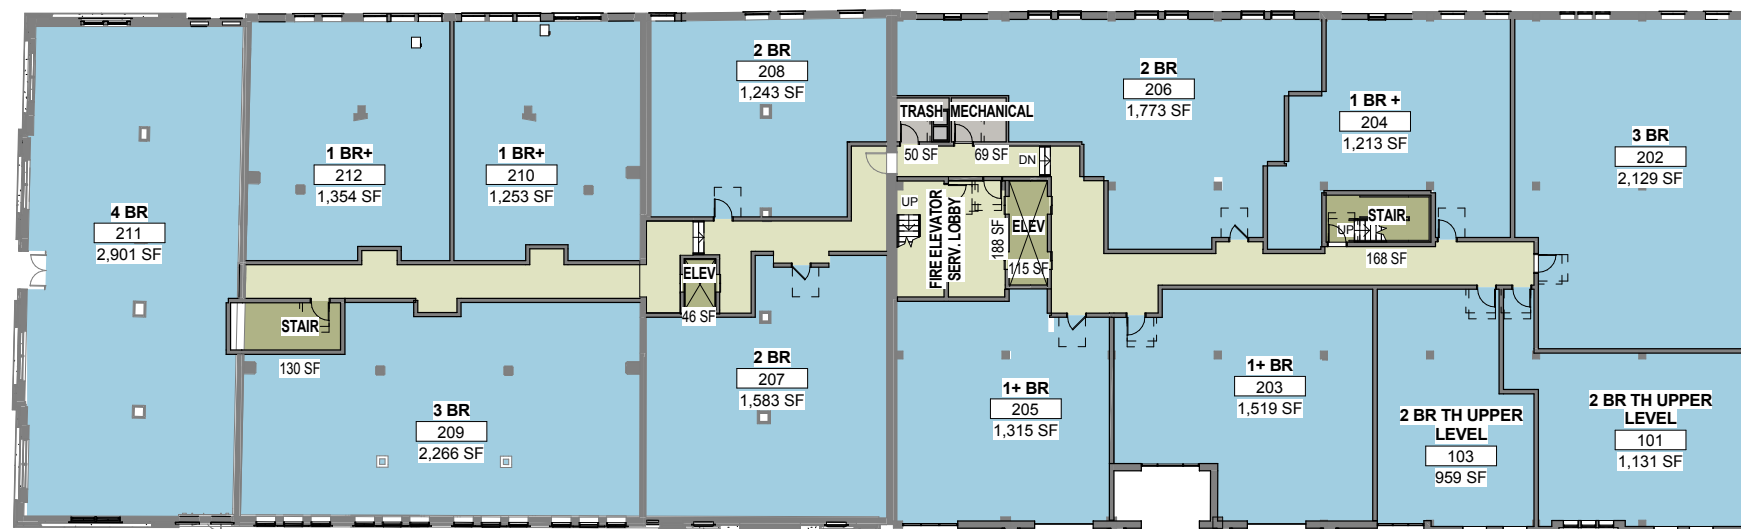 4 BR
211
2,901 SF
1 BR+
212
1,354 SF
1 BR+
210
1,253 SF
2 BR
208
1,243 SF
2 BR
206
1,773 SF
1 BR +
204
1,213 SF
3 BR
202
2,129 SF
TRASH
MECHANICAL
50 SF
69 SF
DN
UP
FIRE ELEVATOR
SERV. LOBBY
188 SF
ELEV
115 SF
STAIR
UP
168 SF
ELEV
46 SF
STAIR
130 SF
3 BR
209
2,266 SF
2 BR
207
1,583 SF
1+ BR
205
1,315 SF
1+ BR
203
1,519 SF
2 BR TH UPPER
LEVEL
103
959 SF
2 BR TH UPPER
LEVEL
101
1,131 SF